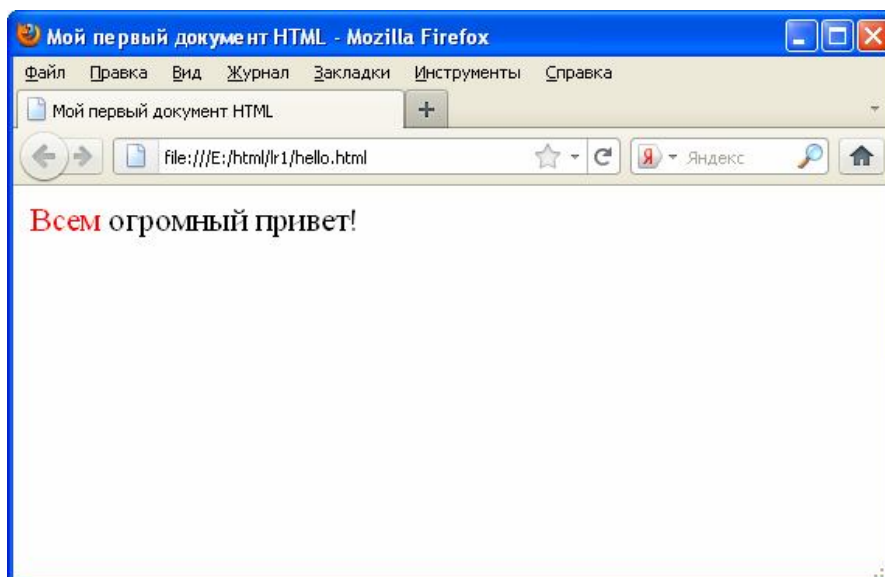 Мой первый документ HTML - Mozilla Firefox
Файл Правка Вид Журнал Закладки Инструменты Справка
Мой первый документ HTML
file:///E:/html/lr1/hello.html Я Яндекс
Всем огромный привет!